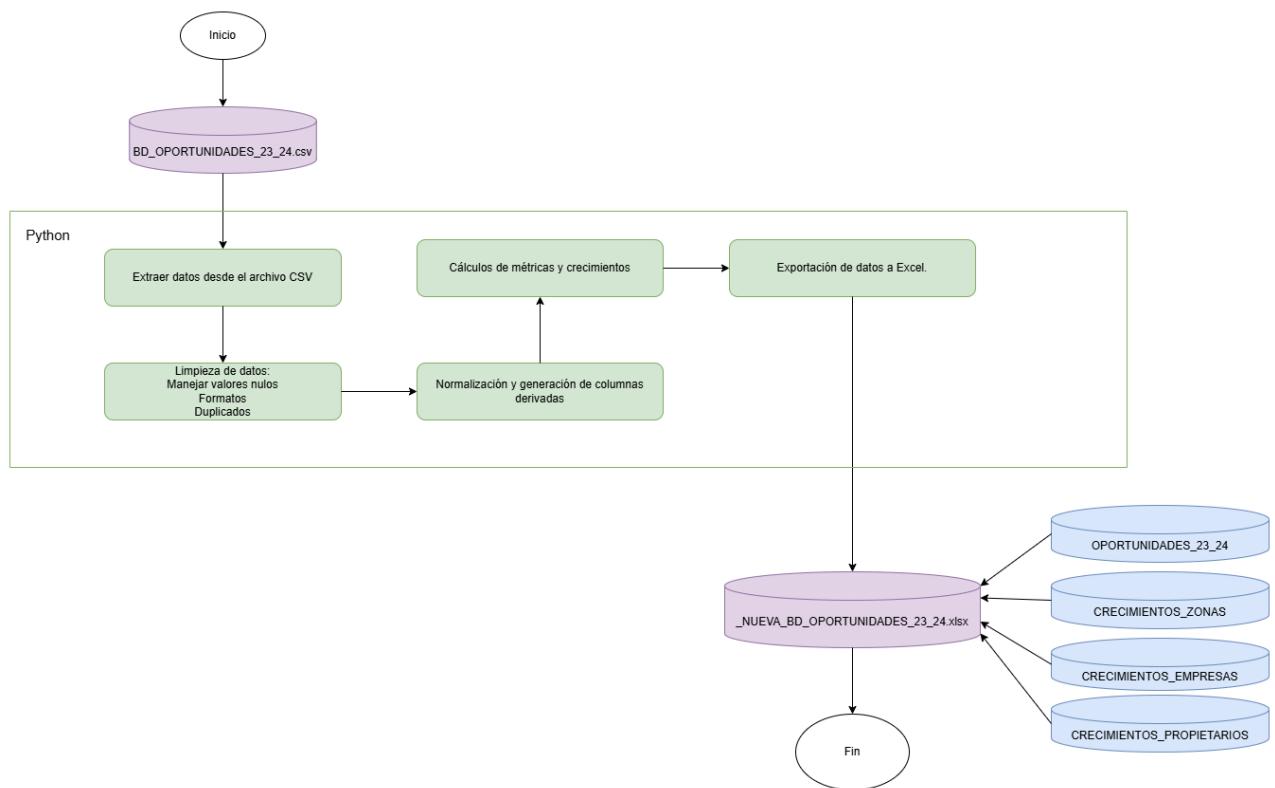 Inicio
BD_OPORTUNIDADES_23_24.csv
Python
Extraer datos desde el archivo CSV
Limpieza de datos:
Manejar valores nulos
Formatos
Duplicados
Normalización y generación de columnas
derivadas
Cálculos de métricas y crecimientos
Exportación de datos a Excel.
_NUEVA_BD_OPORTUNIDADES_23_24.xlsx
OPORTUNIDADES_23_24
CRECIMIENTOS_ZONAS
CRECIMIENTOS_EMPRESAS
CRECIMIENTOS_PROPIETARIOS
Fin